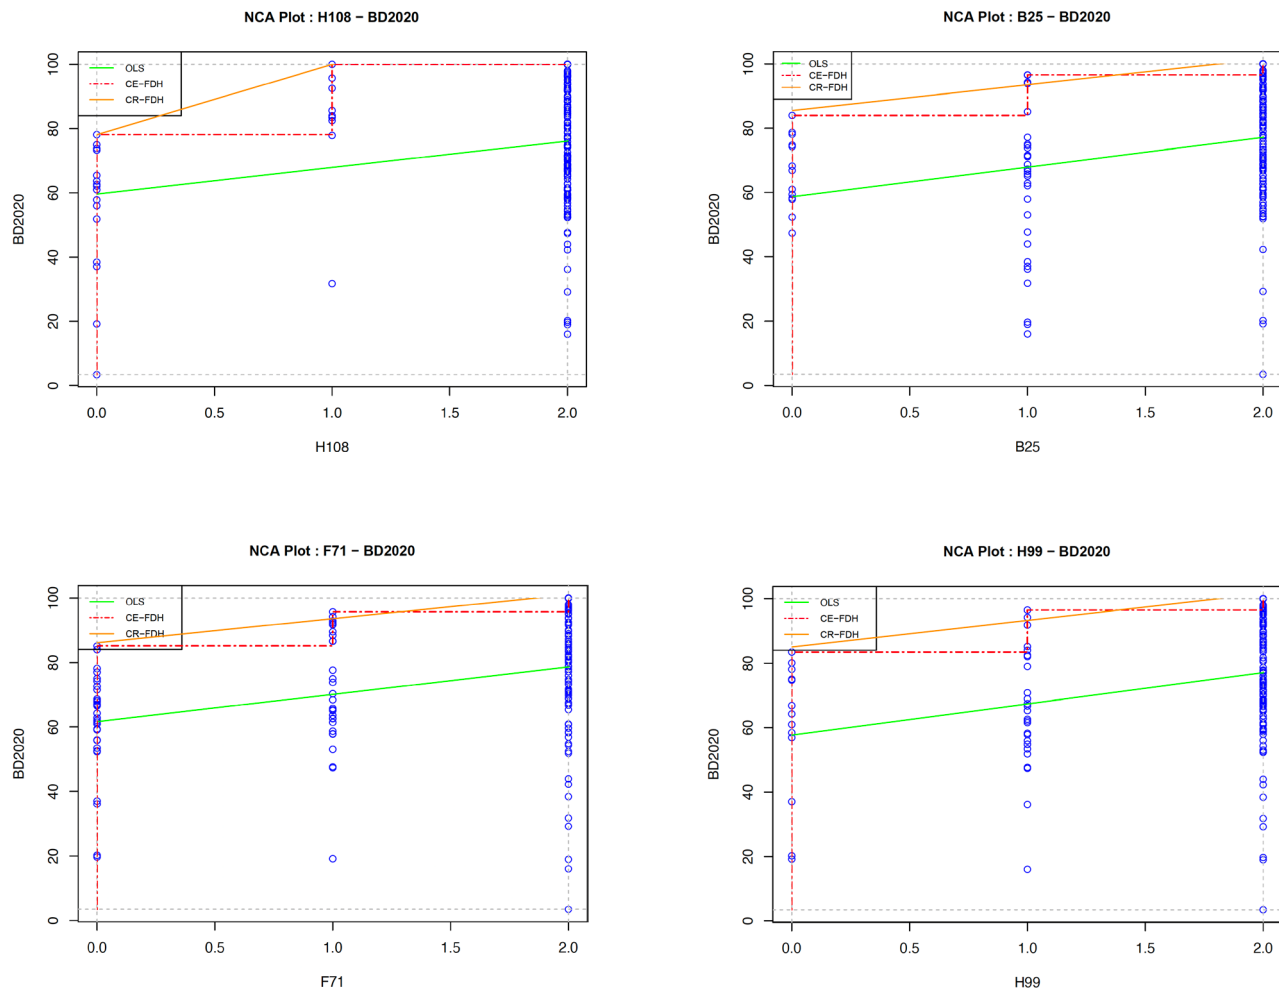 NCA Plot : H108 − BD2020
OLS
CE−FDH
CR−FDH
100
80
60
40
20
0
BD2020
0.0 0.5 1.0 1.5 2.0
H108
NCA Plot : B25 − BD2020
OLS
CE−FDH
CR−FDH
100
80
60
40
20
0
BD2020
0.0 0.5 1.0 1.5 2.0
B25
NCA Plot : F71 − BD2020
OLS
CE−FDH
CR−FDH
100
80
60
40
20
0
BD2020
0.0 0.5 1.0 1.5 2.0
F71
NCA Plot : H99 − BD2020
OLS
CE−FDH
CR−FDH
100
80
60
40
20
0
BD2020
0.0 0.5 1.0 1.5 2.0
H99